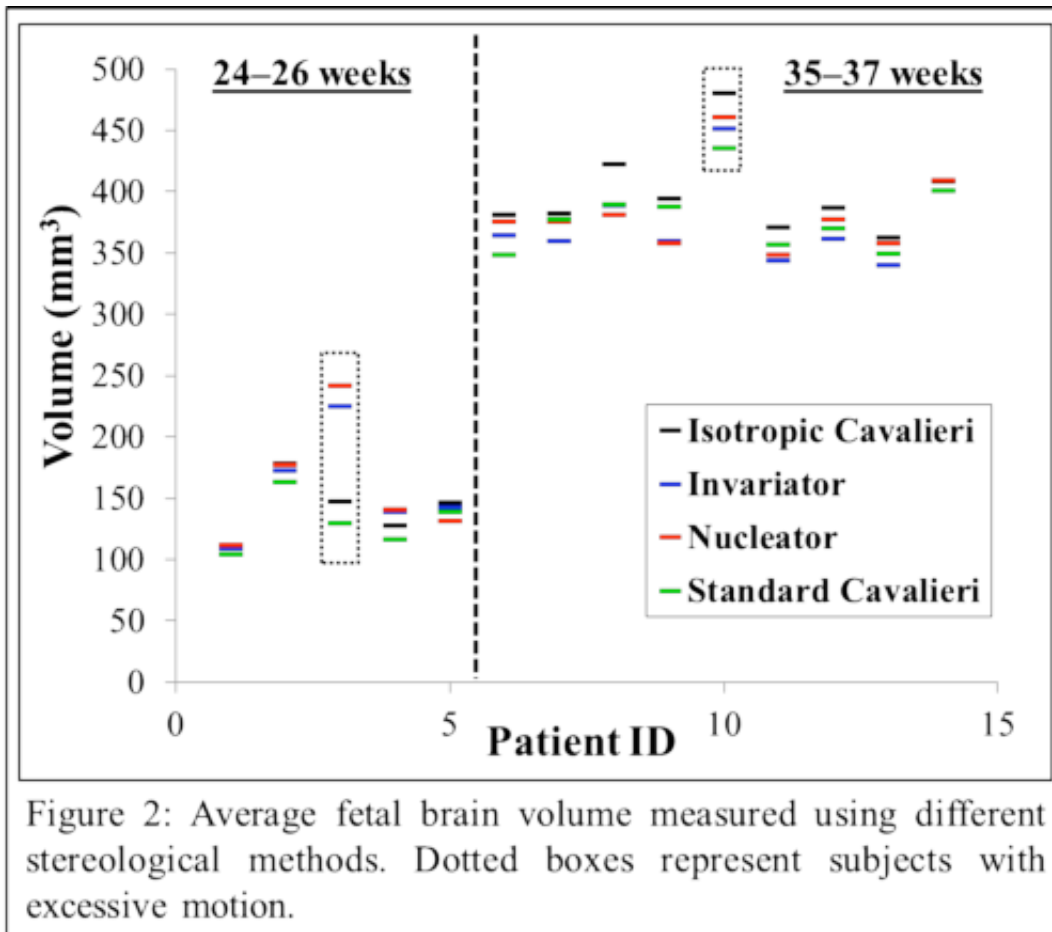 24–26 weeks
35–37 weeks
500
450
400
350
300
250
200
150
100
50
0
Volume (mm³)
Isotropic Cavalieri
Invariator
Nucleator
Standard Cavalieri
0
5
10
15
Patient ID
Figure 2: Average fetal brain volume measured using different
stereological methods. Dotted boxes represent subjects with
excessive motion.